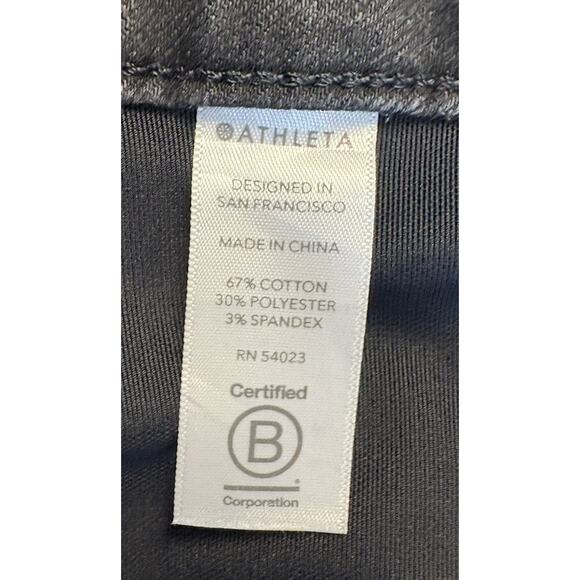 ATHLETA
DESIGNED IN
SAN FRANCISCO
MADE IN CHINA
67% COTTON
30% POLYESTER
3% SPANDEX
RN 54023
Certified
B
Corporation